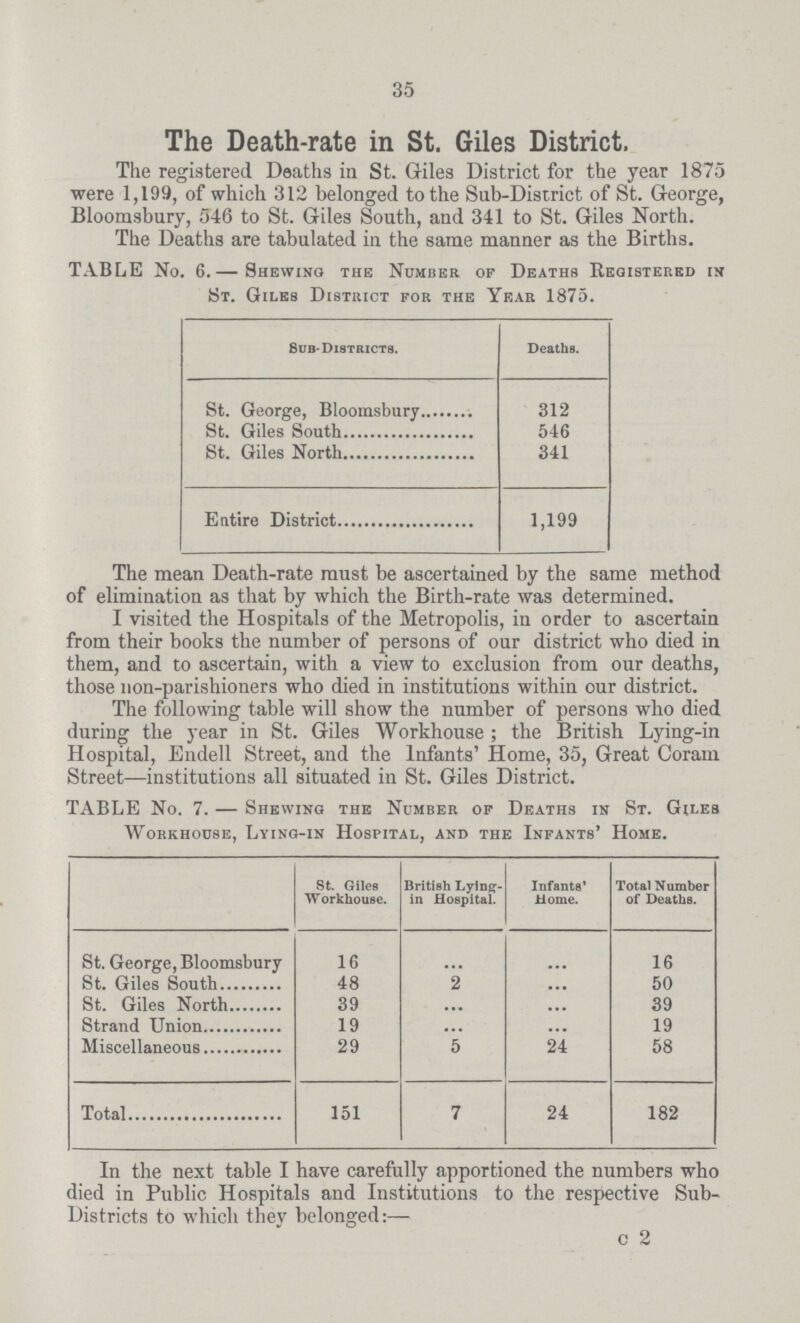 35
The Death-rate in St. Giles District.
The registered Deaths in St. Giles District for the year 1875
were 1,199, of which 312 belonged to the Sub-District of St. George,
Bloomsbury, 546 to St. Giles South, and 341 to St. Giles North.
The Deaths are tabulated in the same manner as the Births.
TABLE No. 6. — Shewing the Number of Deaths Registered in
St. Giles District for the Year 1875.
Sub-Districts. Deaths.
St. George, Bloomsbury........ 312
St. Giles South................... 546
St. Giles North................... 341
Entire District.................... 1,199
The mean Death-rate must be ascertained by the same method
of elimination as that by which the Birth-rate was determined.
I visited the Hospitals of the Metropolis, in order to ascertain
from their books the number of persons of our district who died in
them, and to ascertain, with a view to exclusion from our deaths,
those non-parishioners who died in institutions within our district.
The following table will show the number of persons who died
during the year in St. Giles Workhouse ; the British Lying-in
Hospital, Endell Street, and the Infants' Home, 35, Great Coram
Street—institutions all situated in St. Giles District.
TABLE No. 7. — Shewing the Number of Deaths in St. Giles
Workhouse, Lying-in Hospital, and the Infants' Home.
St. Giles Workhouse. British Lying-in Hospital. Infants' Home. Total Number of Deaths.
St. George, Bloomsbury 16 ... ... 16
St. Giles South......... 48 2 ... 50
St. Giles North........ 39 ... ... 39
Strand Union............ 19 ... ... 19
Miscellaneous............ 29 5 24 58
Total...................... 151 7 24 182
In the next table I have carefully apportioned the numbers who
died in Public Hospitals and Institutions to the respective Sub-
Districts to which they belonged:—
C 2